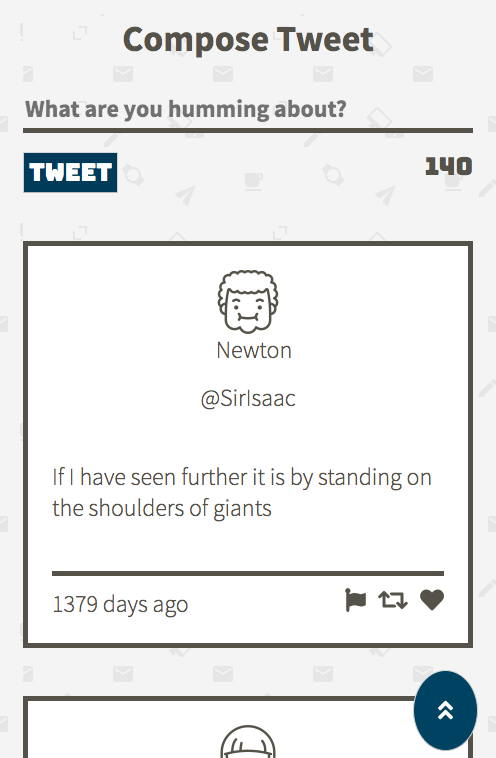 Compose Tweet
What are you humming about?
TWEET
140
Newton
@SirIsaac
If I have seen further it is by standing on
the shoulders of giants
1379 days ago